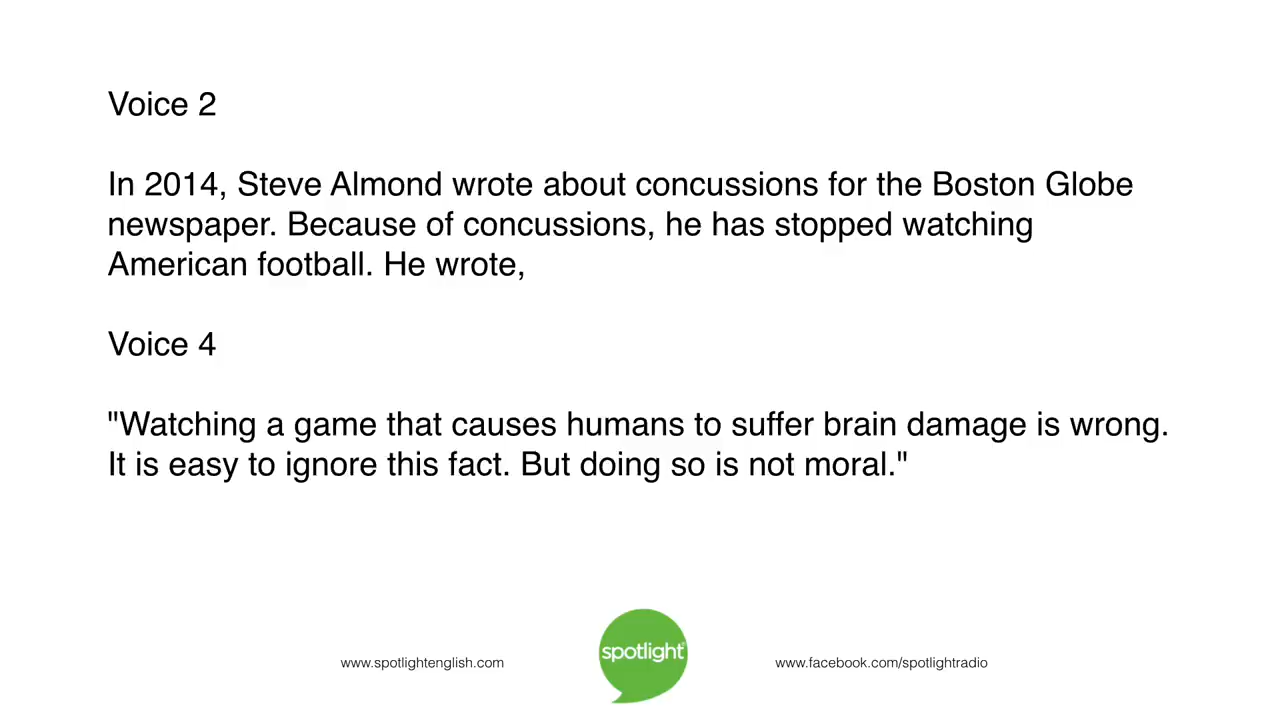 Voice 2
In 2014, Steve Almond wrote about concussions for the Boston Globe
newspaper. Because of concussions, he has stopped watching
American football. He wrote,
Voice 4
"Watching a game that causes humans to suffer brain damage is wrong.
It is easy to ignore this fact. But doing so is not moral."
www.spotlightenglish.com
spotlight
www.facebook.com/spotlightradio